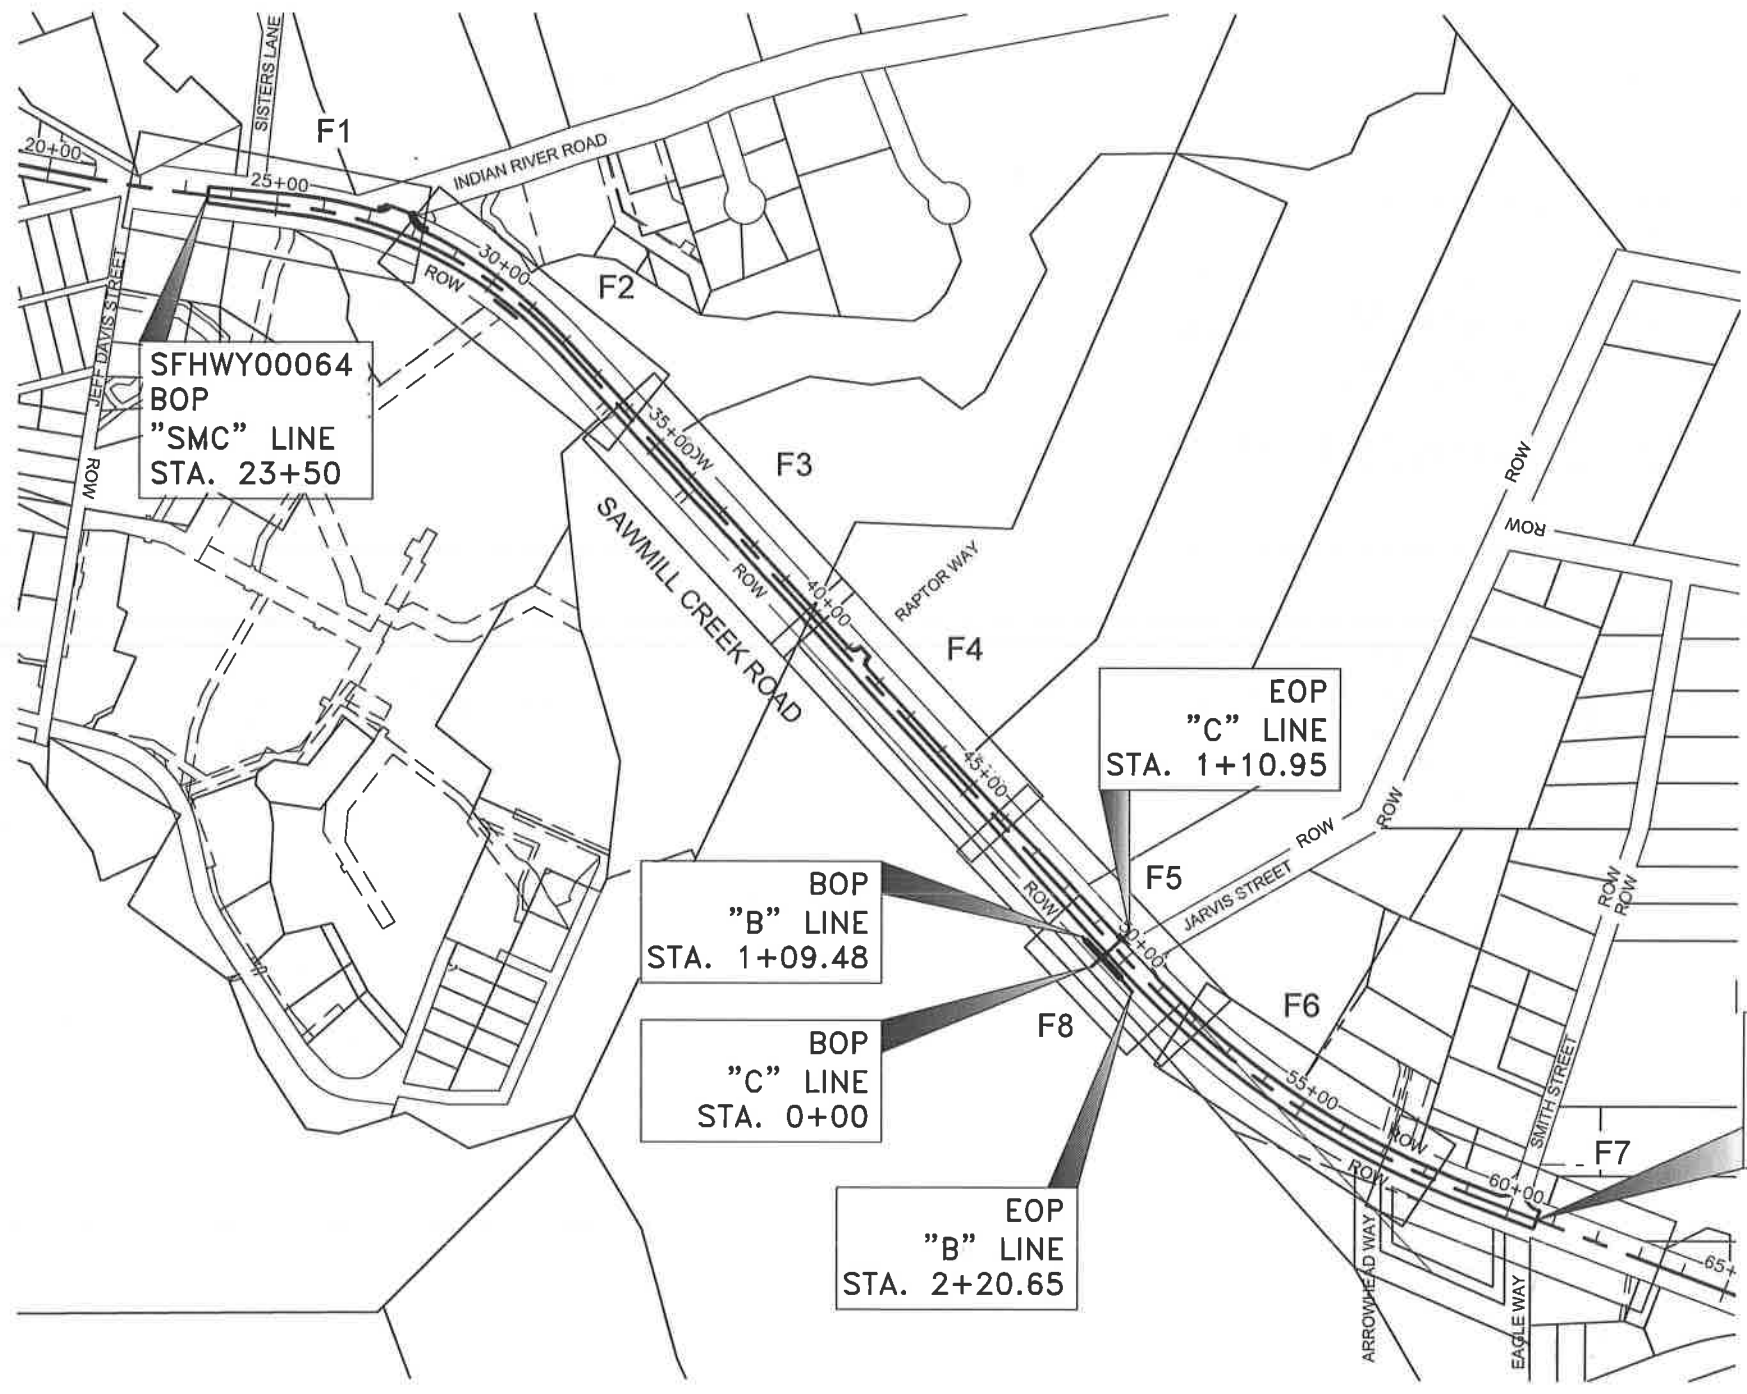 SISTERS LANE
F1
20+00
25+00
INDIAN RIVER ROAD
30+00
ROW
F2
JEFF DAVIS STREET
SFHWY00064
BOP
"SMC" LINE
STA. 23+50
ROW
35+00
F3
SAWMILL CREEK ROAD
ROW
40+00
RAPTOR WAY
F4
ROW
ROW
45+00
EOP
"C" LINE
STA. 1+10.95
ROW
ROW
F5
JARVIS STREET
ROW
BOP
"B" LINE
STA. 1+09.48
50+00
ROW
ROW
BOP
"C" LINE
STA. 0+00
F8
F6
55+00
SMITH STREET
ROW
ROW
F7
60+00
EOP
"B" LINE
STA. 2+20.65
65+
ARROWHEAD WAY
EAGLE WAY